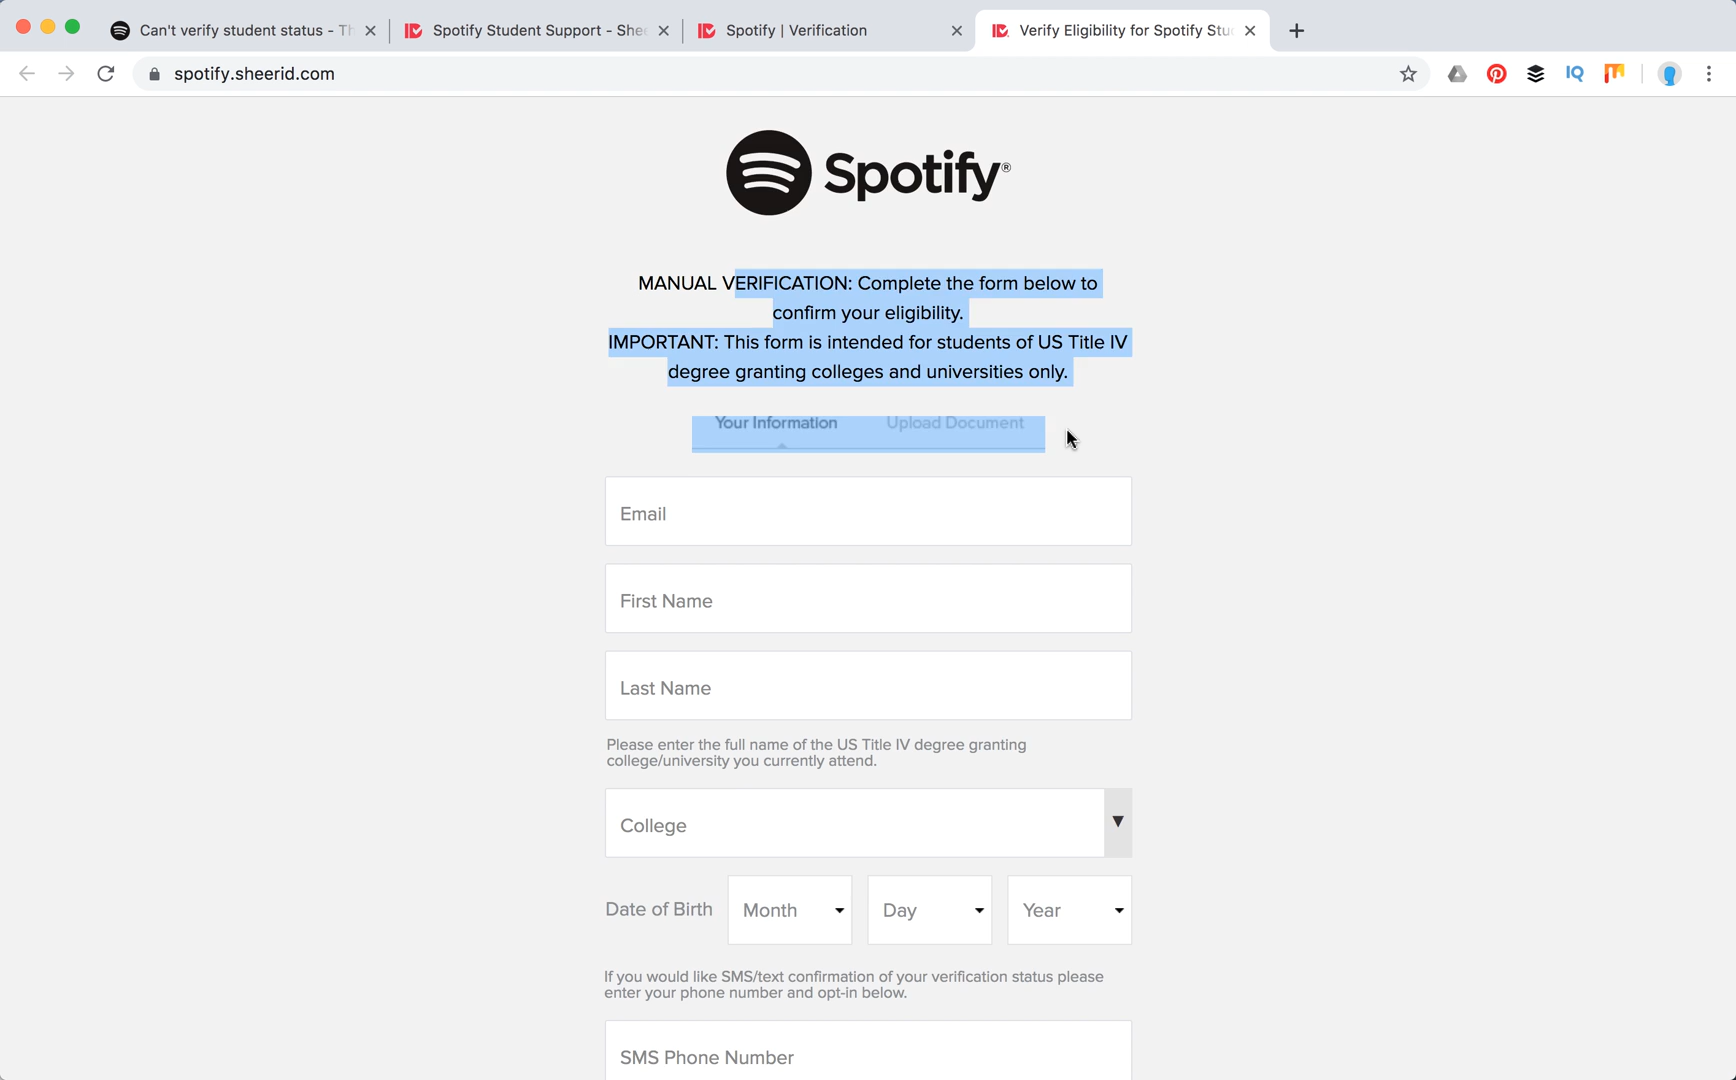 Can't verify student status - Th
Spotify Student Support - Shee
Spotify | Verification
Verify Eligibility for Spotify Stu
spotify.sheerid.com
IQ
Spotify®
MANUAL VERIFICATION: Complete the form below to
confirm your eligibility.
IMPORTANT: This form is intended for students of US Title IV
degree granting colleges and universities only.
Your Information Upload Document
Email
First Name
Last Name
Please enter the full name of the US Title IV degree granting
college/university you currently attend.
College
Date of Birth Month Day Year
If you would like SMS/text confirmation of your verification status please
enter your phone number and opt-in below.
SMS Phone Number